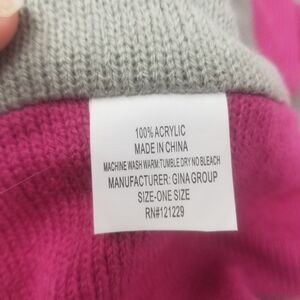 100% ACRYLIC
MADE IN CHINA
MACHINE WASH WARM:TUMBLE DRY NO BLEACH
MANUFACTURER: GINA GROUP
SIZE-ONE SIZE
RN#121229